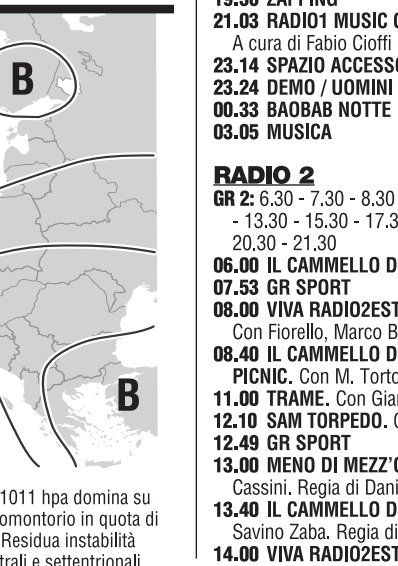 B
B
1011 hpa domina su
omontorio in quota di
Residua instabilità
trali e settentrionali
19.30 ZAPPING
21.03 RADIO1 MUSIC C
A cura di Fabio Cioffi
23.14 SPAZIO ACCESSO
23.24 DEMO / UOMINI
00.33 BAOBAB NOTTE
03.05 MUSICA
RADIO 2
GR 2: 6.30 - 7.30 - 8.30
- 13.30 - 15.30 - 17.3
20.30 - 21.30
06.00 IL CAMMELLO D
07.53 GR SPORT
08.00 VIVA RADIO2EST
Con Fiorello, Marco B
08.40 IL CAMMELLO D
PICNIC. Con M. Torto
11.00 TRAME. Con Gian
12.10 SAM TORPEDO. C
12.49 GR SPORT
13.00 MENO DI MEZZ'O
Cassini. Regia di Dani
13.40 IL CAMMELLO D
Savino Zaba. Regia di
14.00 VIVA RADIO2EST